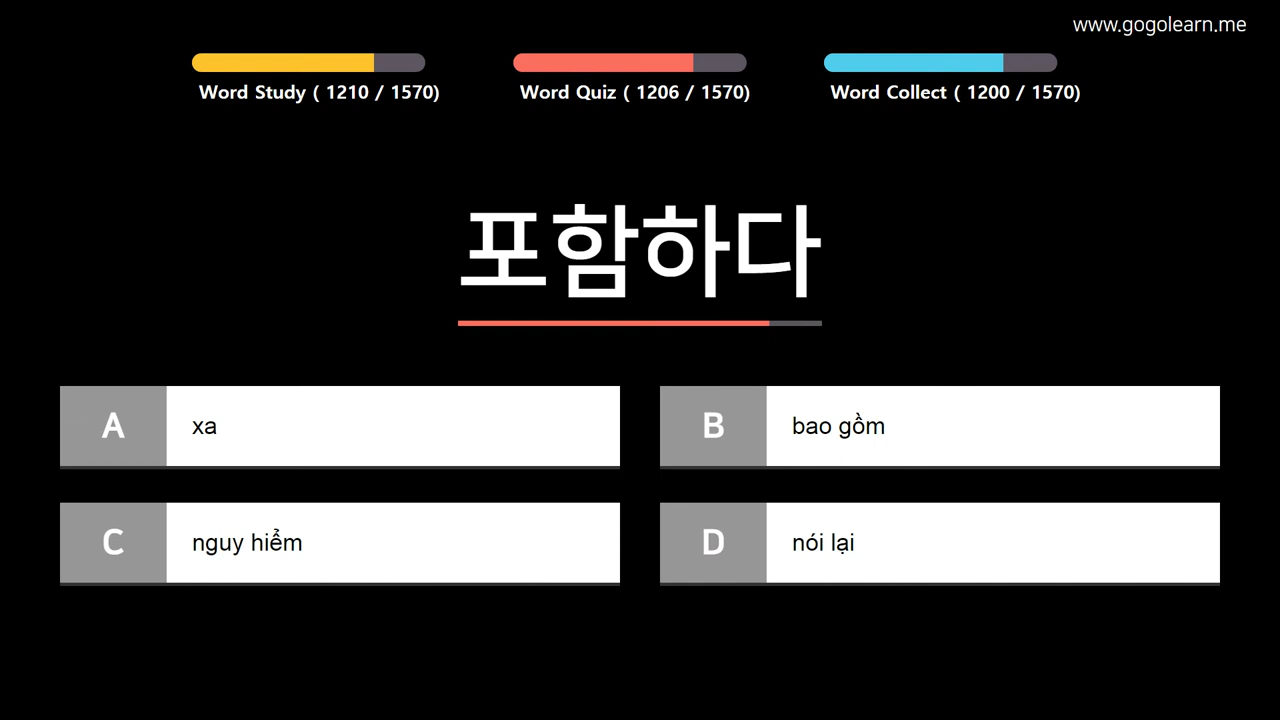 www.gogolearn.me
Word Study ( 1210 / 1570)
Word Quiz ( 1206 / 1570)
Word Collect ( 1200 / 1570)
포함하다
A xa
B bao gồm
C nguy hiểm
D nói lại